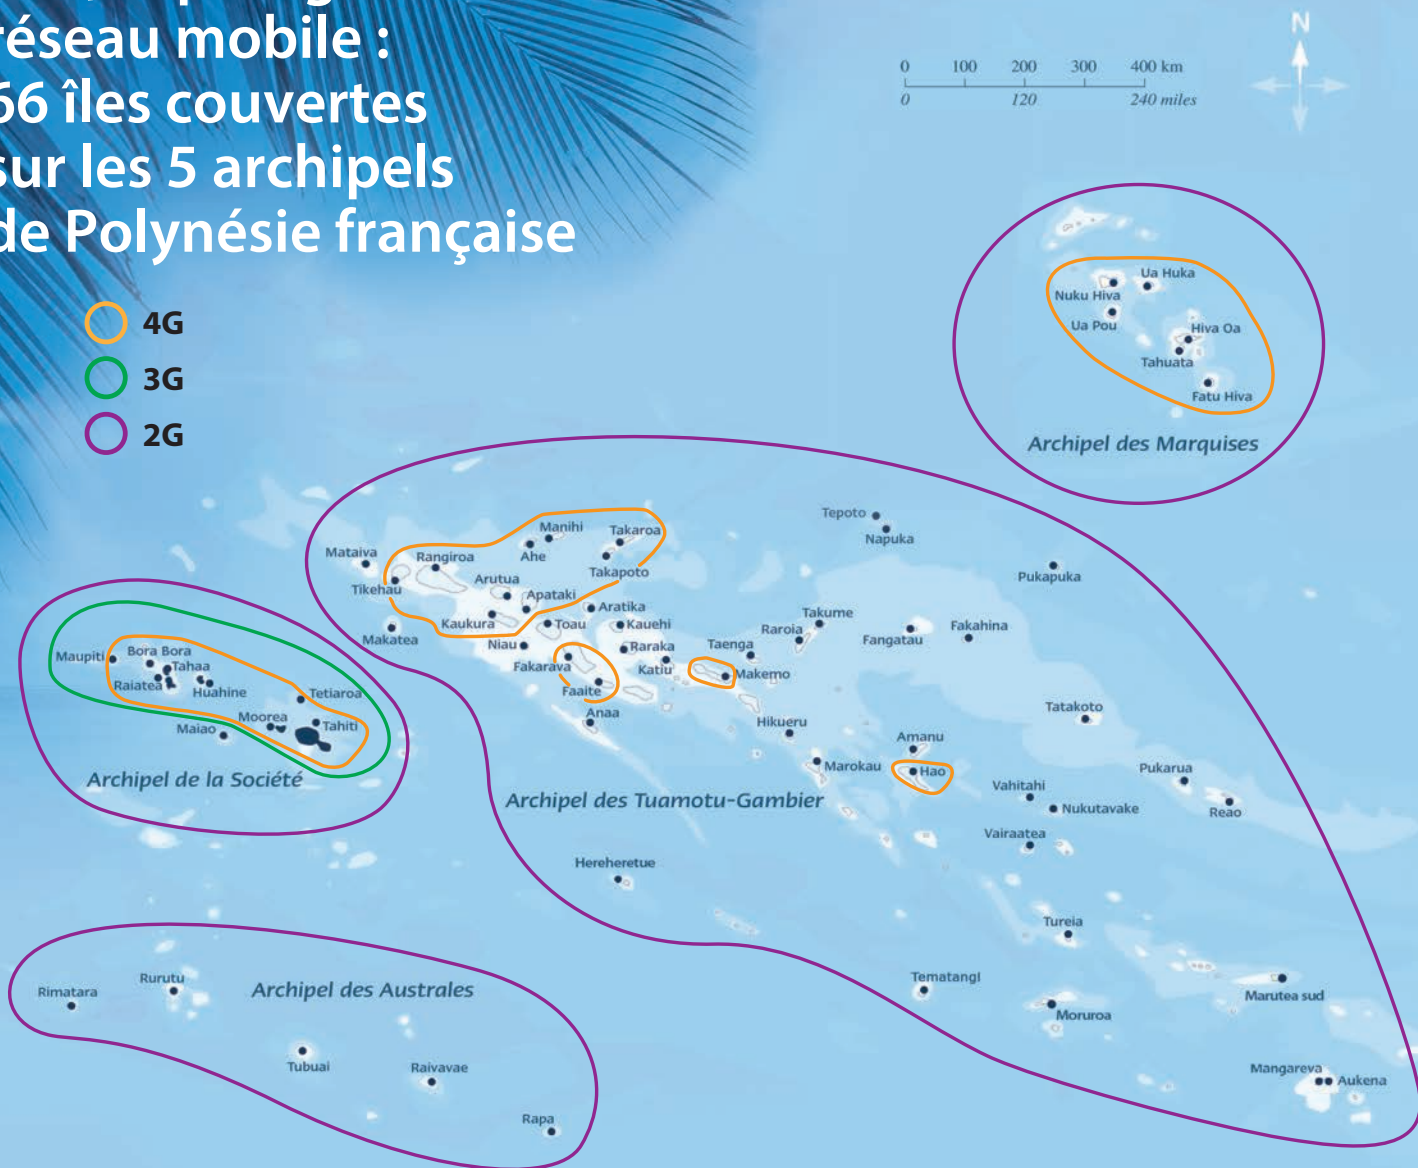 réseau mobile :
66 îles couvertes
sur les 5 archipels
de Polynésie française
4G
3G
2G
N
0 100 200 300 400 km
0 120 240 miles
Ua Huka
Nuku Hiva
Ua Pou
Hiva Oa
Tahuata
Fatu Hiva
Archipel des Marquises
Tepoto
Napuka
Pukapuka
Mataiva
Rangiroa
Manihi
Takaroa
Ahe
Takapoto
Tikehau
Arutua
Apataki
Aratika
Kaukura
Toau
Kauehi
Makatea
Niau
Raraka
Fakarava
Katiu
Taenga
Raroia
Takume
Fangatau
Fakahina
Makemo
Faaite
Anaa
Hikueru
Tatakoto
Amanu
Marokau
Hao
Vahitahi
Nukutavake
Pukarua
Reao
Vairaatea
Archipel des Tuamotu-Gambier
Hereheretue
Tureia
Tematangi
Moruroa
Marutea sud
Mangareva
Aukena
Maupiti
Bora Bora
Tahaa
Raiatea
Huahine
Tetiaroa
Moorea
Tahiti
Maiao
Archipel de la Société
Rimatara
Rurutu
Archipel des Australes
Tubuai
Raivavae
Rapa